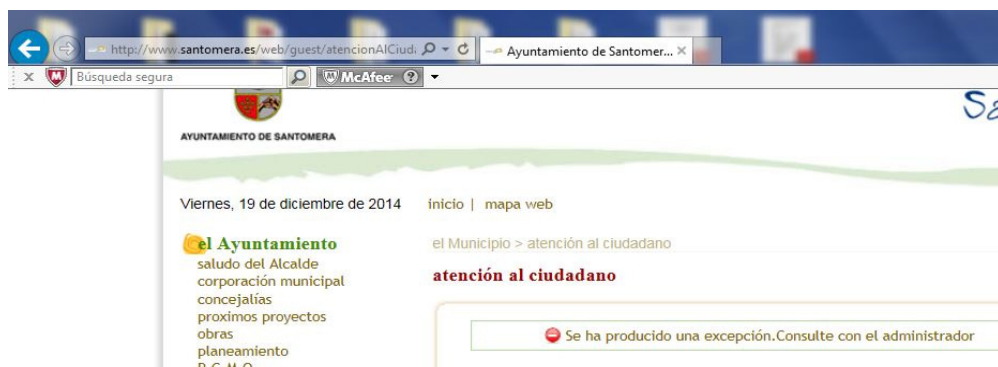 http://www.santomera.es/web/guest/atencionAlCiud
Ayuntamiento de Santomer...
Búsqueda segura
McAfee
AYUNTAMIENTO DE SANTOMERA
Sa
Viernes, 19 de diciembre de 2014
inicio | mapa web
el Ayuntamiento
saludo del Alcalde
corporación municipal
concejalías
proximos proyectos
obras
planeamiento
el Municipio > atención al ciudadano
atención al ciudadano
Se ha producido una excepción.Consulte con el administrador